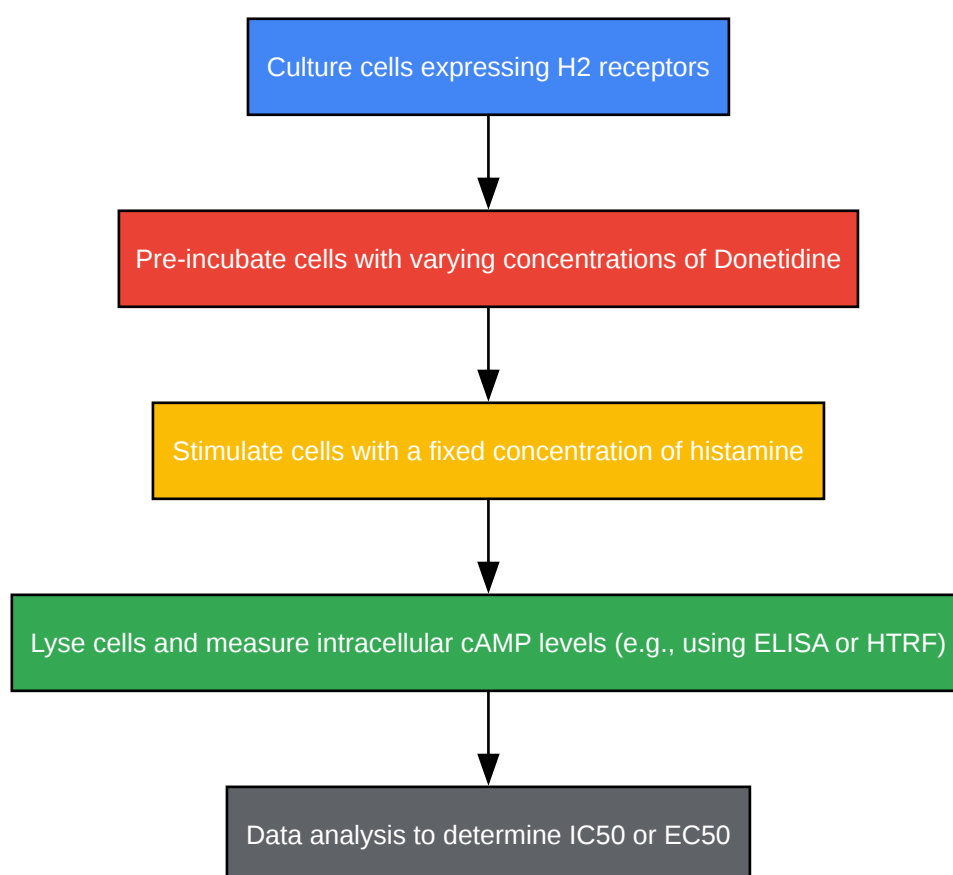 Culture cells expressing H2 receptors
Pre-incubate cells with varying concentrations of Donetidine
Stimulate cells with a fixed concentration of histamine
Lyse cells and measure intracellular cAMP levels (e.g., using ELISA or HTRF)
Data analysis to determine IC50 or EC50